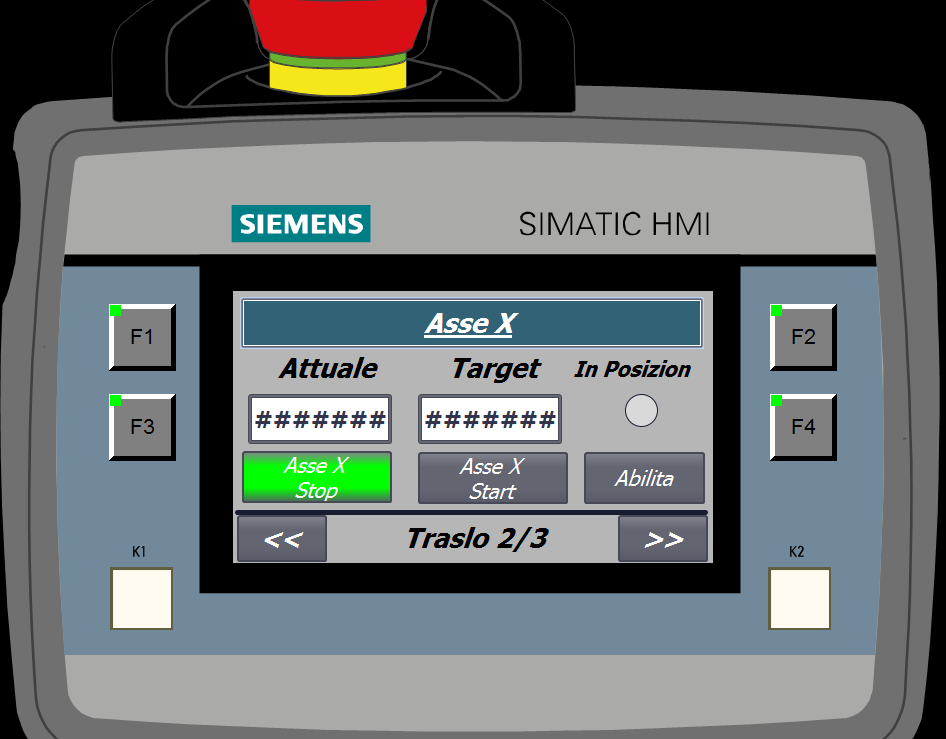 SIEMENS
SIMATIC HMI
F1
F2
Asse X
Attuale
Target
In Posizion
#######
#######
F3
F4
Asse X
Stop
Asse X
Start
Abilita
<<
Traslo 2/3
>>
K1
K2